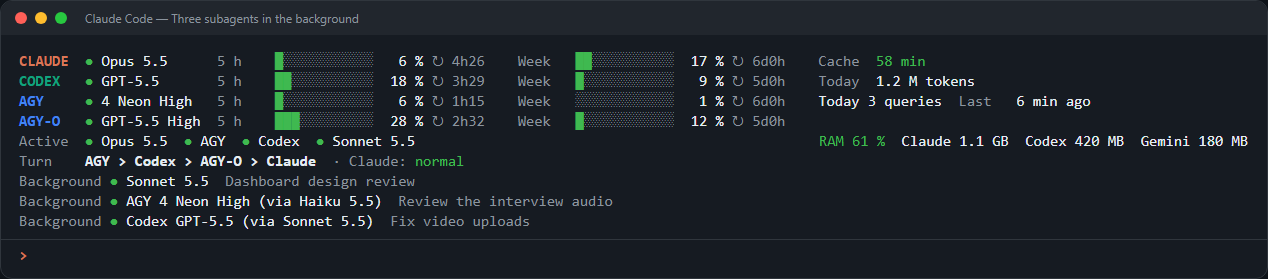 Claude Code — Three subagents in the background
CLAUDE ● Opus 5.5 5 h 6 % ↻ 4h26 Week 17 % ↻ 6d0h Cache 58 min
CODEX ● GPT-5.5 5 h 18 % ↻ 3h29 Week 9 % ↻ 5d0h Today 1.2 M tokens
AGY ● 4 Neon High 5 h 6 % ↻ 1h15 Week 1 % ↻ 6d0h Today 3 queries Last 6 min ago
AGY-O ● GPT-5.5 High 5 h 28 % ↻ 2h32 Week 12 % ↻ 5d0h
Active ● Opus 5.5 ● AGY ● Codex ● Sonnet 5.5 RAM 61 % Claude 1.1 GB Codex 420 MB Gemini 180 MB
Turn AGY > Codex > AGY-O > Claude · Claude: normal
Background ● Sonnet 5.5 Dashboard design review
Background ● AGY 4 Neon High (via Haiku 5.5) Review the interview audio
Background ● Codex GPT-5.5 (via Sonnet 5.5) Fix video uploads
›